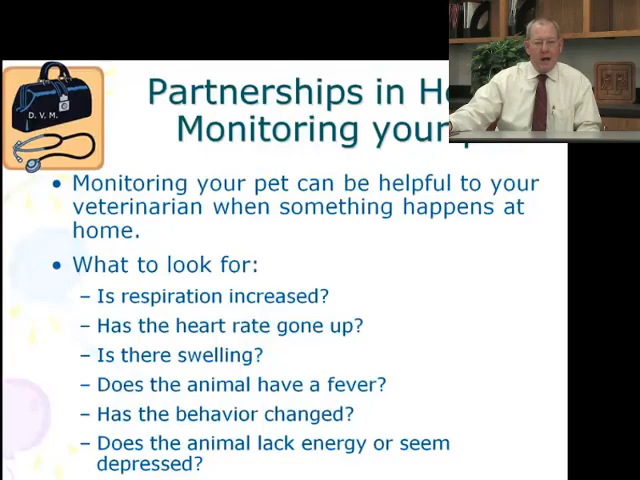 Partnerships in
Monitoring your
D. V. M.
• Monitoring your pet can be helpful to your
veterinarian when something happens at
home.
• What to look for:
– Is respiration increased?
– Has the heart rate gone up?
– Is there swelling?
– Does the animal have a fever?
– Has the behavior changed?
– Does the animal lack energy or seem
depressed?